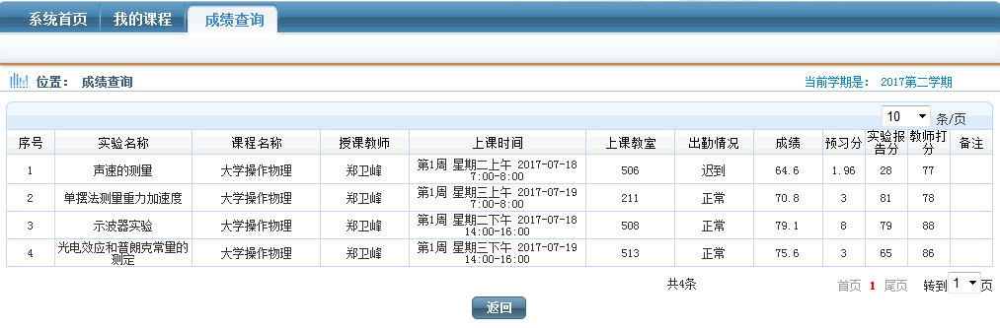 系统首页 我的课程 成绩查询
位置： 成绩查询 当前学期是： 2017第二学期
10 条/页
序号 实验名称 课程名称 授课教师 上课时间 上课教室 出勤情况 成绩 预习分 实验报告分 教师打分 备注
1 声速的测量 大学操作物理 郑卫峰 第1周 星期二上午 2017-07-18 7:00-8:00 506 迟到 64.6 1.96 28 77
2 单摆法测量重力加速度 大学操作物理 郑卫峰 第1周 星期三上午 2017-07-19 7:00-8:00 211 正常 70.8 3 81 78
3 示波器实验 大学操作物理 郑卫峰 第1周 星期二下午 2017-07-18 14:00-16:00 508 正常 79.1 8 79 88
4 光电效应和普朗克常量的测定 大学操作物理 郑卫峰 第1周 星期三下午 2017-07-19 14:00-16:00 513 正常 75.6 3 65 86
共4条 首页 1 尾页 转到 1 页
返回